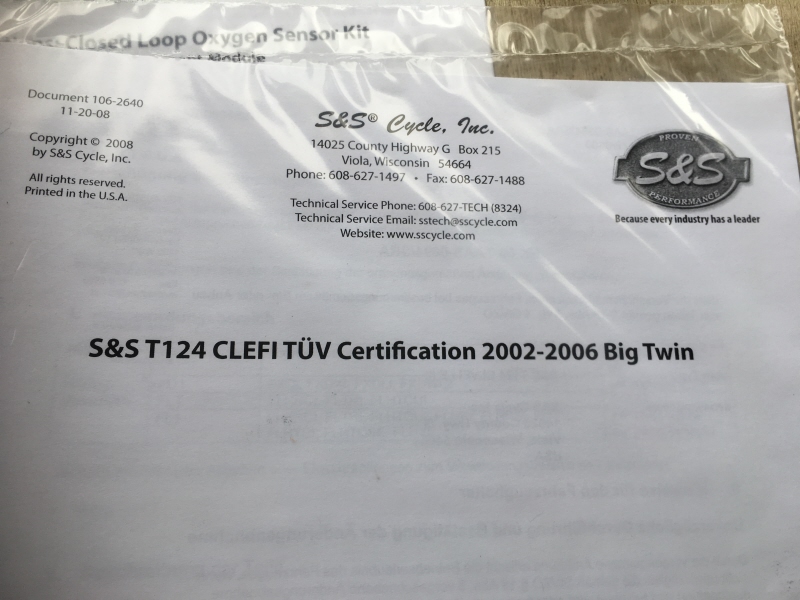 Closed Loop Oxygen Sensor Kit
Module
Document 106-2640
11-20-08
Copyright © 2008
by S&S Cycle, Inc.
All rights reserved.
Printed in the U.S.A.
S&S® Cycle, Inc.
14025 County Highway G Box 215
Viola, Wisconsin 54664
Phone: 608-627-1497 • Fax: 608-627-1488
Technical Service Phone: 608-627-TECH (8324)
Technical Service Email: sstech@sscycle.com
Website: www.sscycle.com
PROVEN
S&S
PERFORMANCE
Because every industry has a leader
S&S T124 CLEFI TÜV Certification 2002-2006 Big Twin